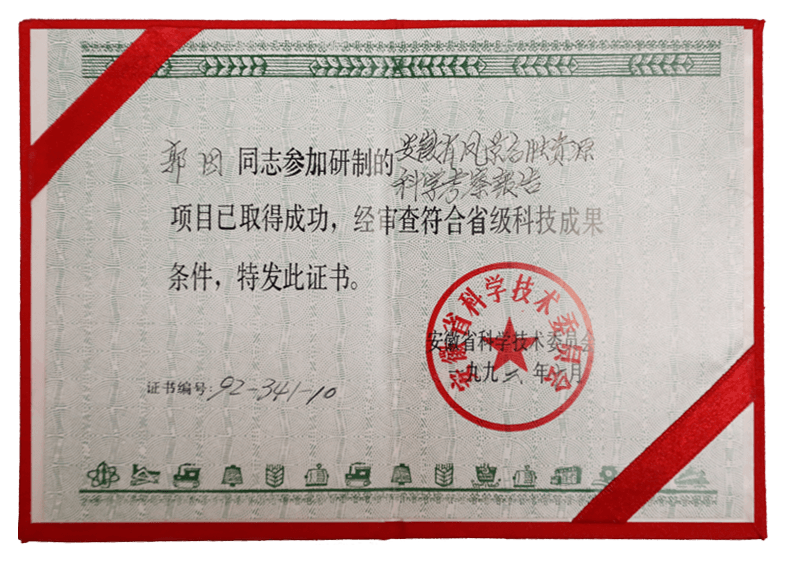 郭因同志参加研制的安徽省风景名胜资源
科学考察报告
项目已取得成功，经审查符合省级科技成果
条件，特发此证书。
安徽省科学技术委员会
安徽省科学技术委员会
九九 年 月
证书编号：92-341-10